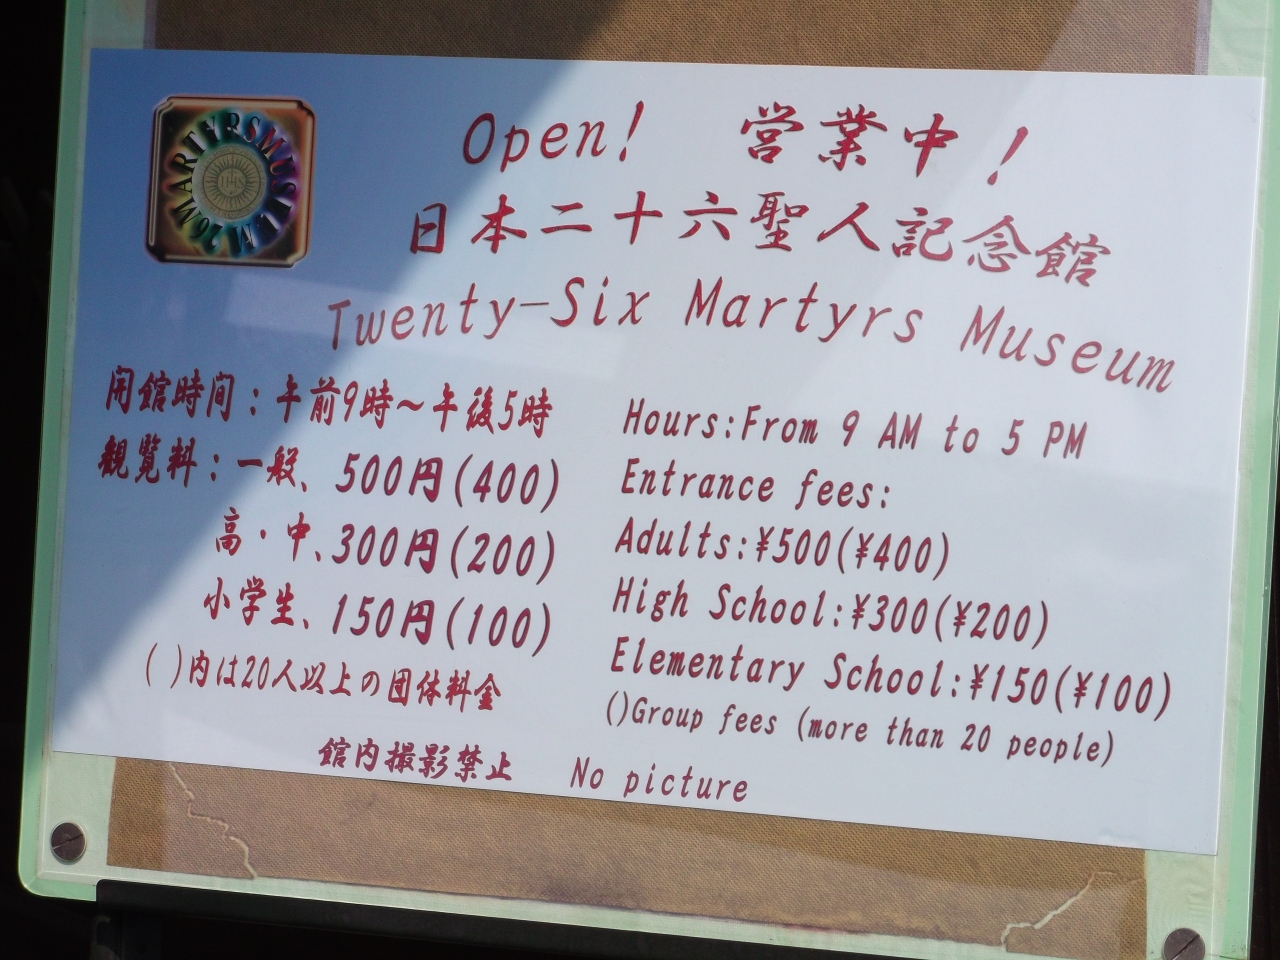 26 MARTYRS MUSEUM
IHS
Open! 営業中！
日本二十六聖人記念館
Twenty-Six Martyrs Museum
開館時間：午前9時～午後5時
観覧料：一般、500円(400)
高・中、300円(200)
小学生、150円(100)
( )内は20人以上の団体料金
Hours:From 9 AM to 5 PM
Entrance fees:
Adults:¥500(¥400)
High School:¥300(¥200)
Elementary School:¥150(¥100)
()Group fees (more than 20 people)
館内撮影禁止 No picture